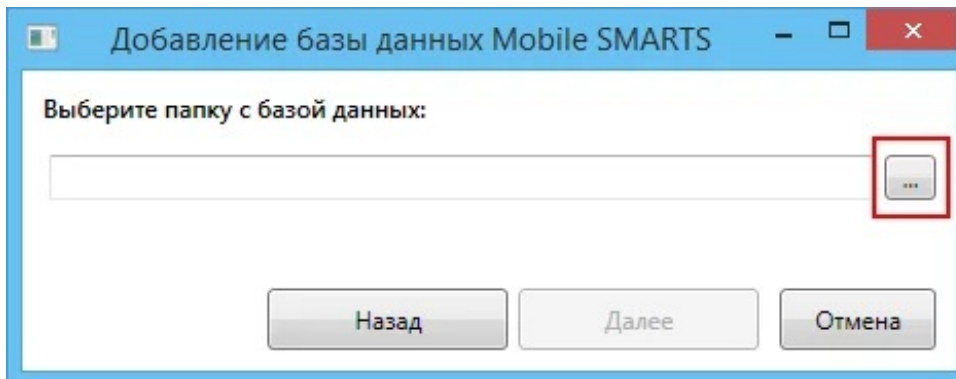 Добавление базы данных Mobile SMARTS
Выберите папку с базой данных:
...
Назад Далее Отмена